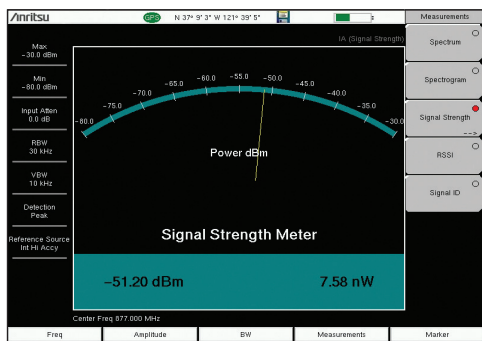 Anritsu
GPS N 37° 9' 3" W 121° 39' 5"
Measurements
IA (Signal Strength)
Max
-30.0 dBm
Min
-80.0 dBm
Input Atten
0.0 dB
RBW
30 kHz
VBW
10 kHz
Detection
Peak
Reference Source
Int Hi Accy
-80.0 -75.0 -70.0 -65.0 -60.0 -55.0 -50.0 -45.0 -40.0 -35.0 -30.0
Power dBm
Signal Strength Meter
-51.20 dBm 7.58 nW
Center Freq 877.000 MHz
Spectrum
Spectrogram
Signal Strength
-->
RSSI
Signal ID
Freq Amplitude BW Measurements Marker